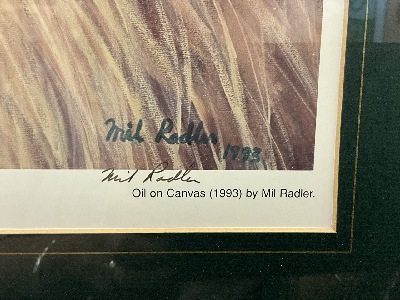 Mil Radler
1993
Mil Radler
Oil on Canvas (1993) by Mil Radler.